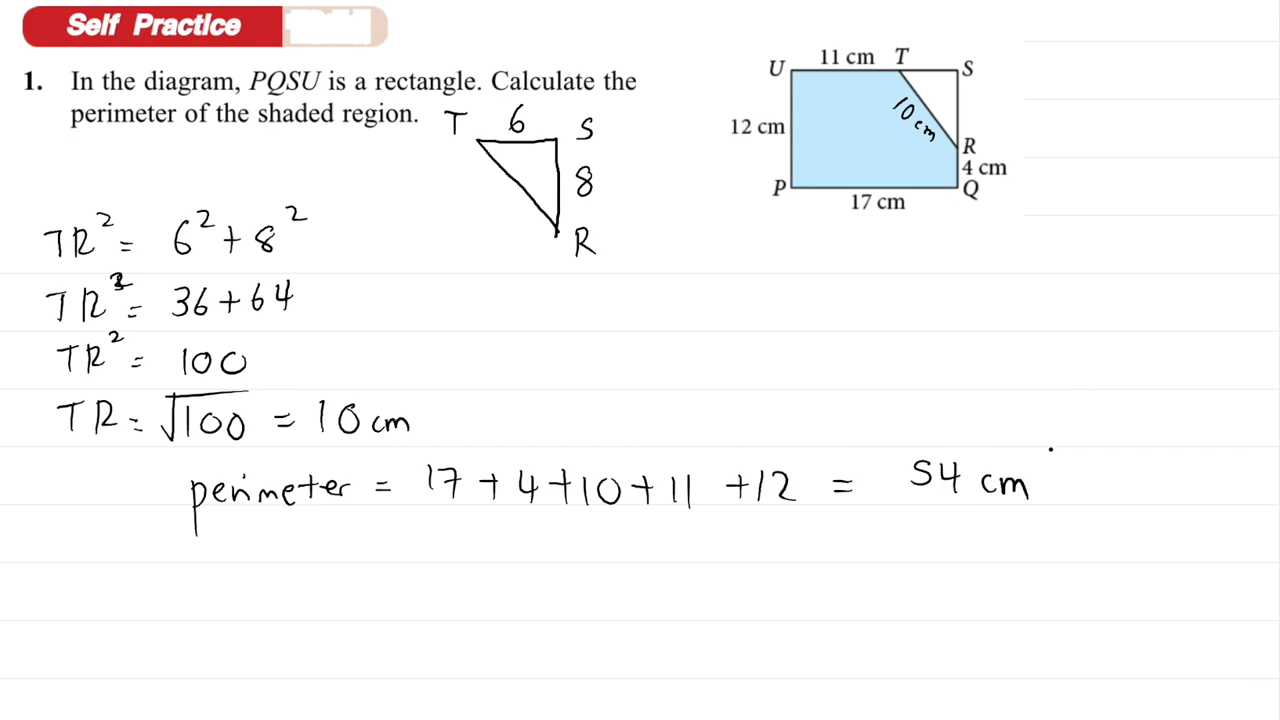 Self Practice
1. In the diagram, PQSU is a rectangle. Calculate the
perimeter of the shaded region.
T 6 S
8
R
U 11 cm T S
10 cm
12 cm
R
4 cm
P Q
17 cm
TR² = 6² + 8²
TR² = 36 + 64
TR² = 100
TR = √100 = 10 cm
perimeter = 17 + 4 + 10 + 11 + 12 = 54 cm